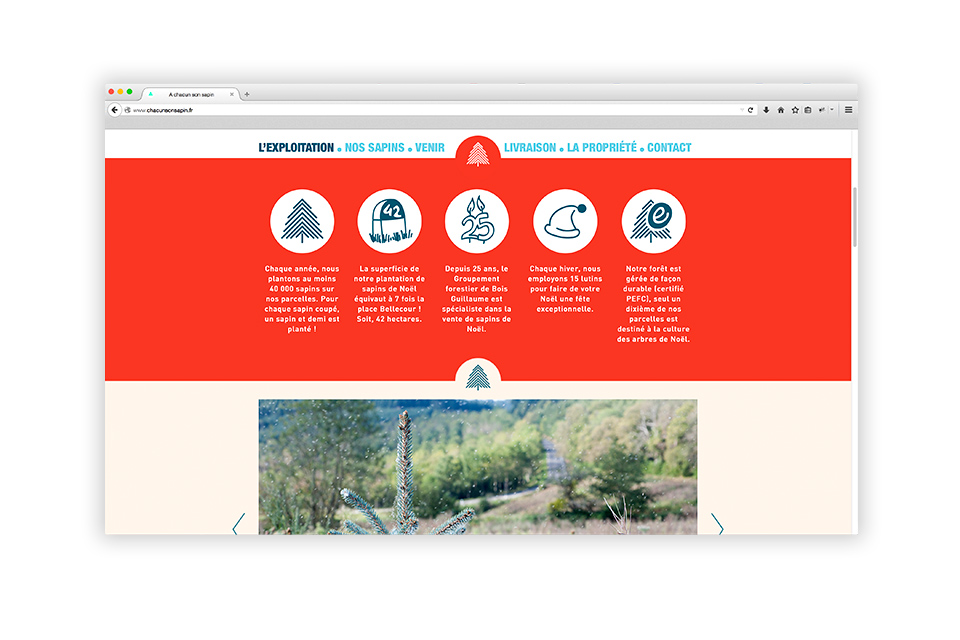 A chacun son sapin
www.chacunsonsapin.fr
L'EXPLOITATION • NOS SAPINS • VENIR
LIVRAISON • LA PROPRIÉTÉ • CONTACT
42
25
e
Chaque année, nous
plantons au moins
40 000 sapins sur
nos parcelles. Pour
chaque sapin coupé,
un sapin et demi est
planté !
La superficie de
notre plantation de
sapins de Noël
équivaut à 7 fois la
place Bellecour !
Soit, 42 hectares.
Depuis 25 ans, le
Groupement
forestier de Bois
Guillaume est
spécialiste dans la
vente de sapins de
Noël.
Chaque hiver, nous
employons 15 lutins
pour faire de votre
Noël une fête
exceptionnelle.
Notre forêt est
gérée de façon
durable (certifié
PEFC), seul un
dixième de nos
parcelles est
destiné à la culture
des arbres de Noël.